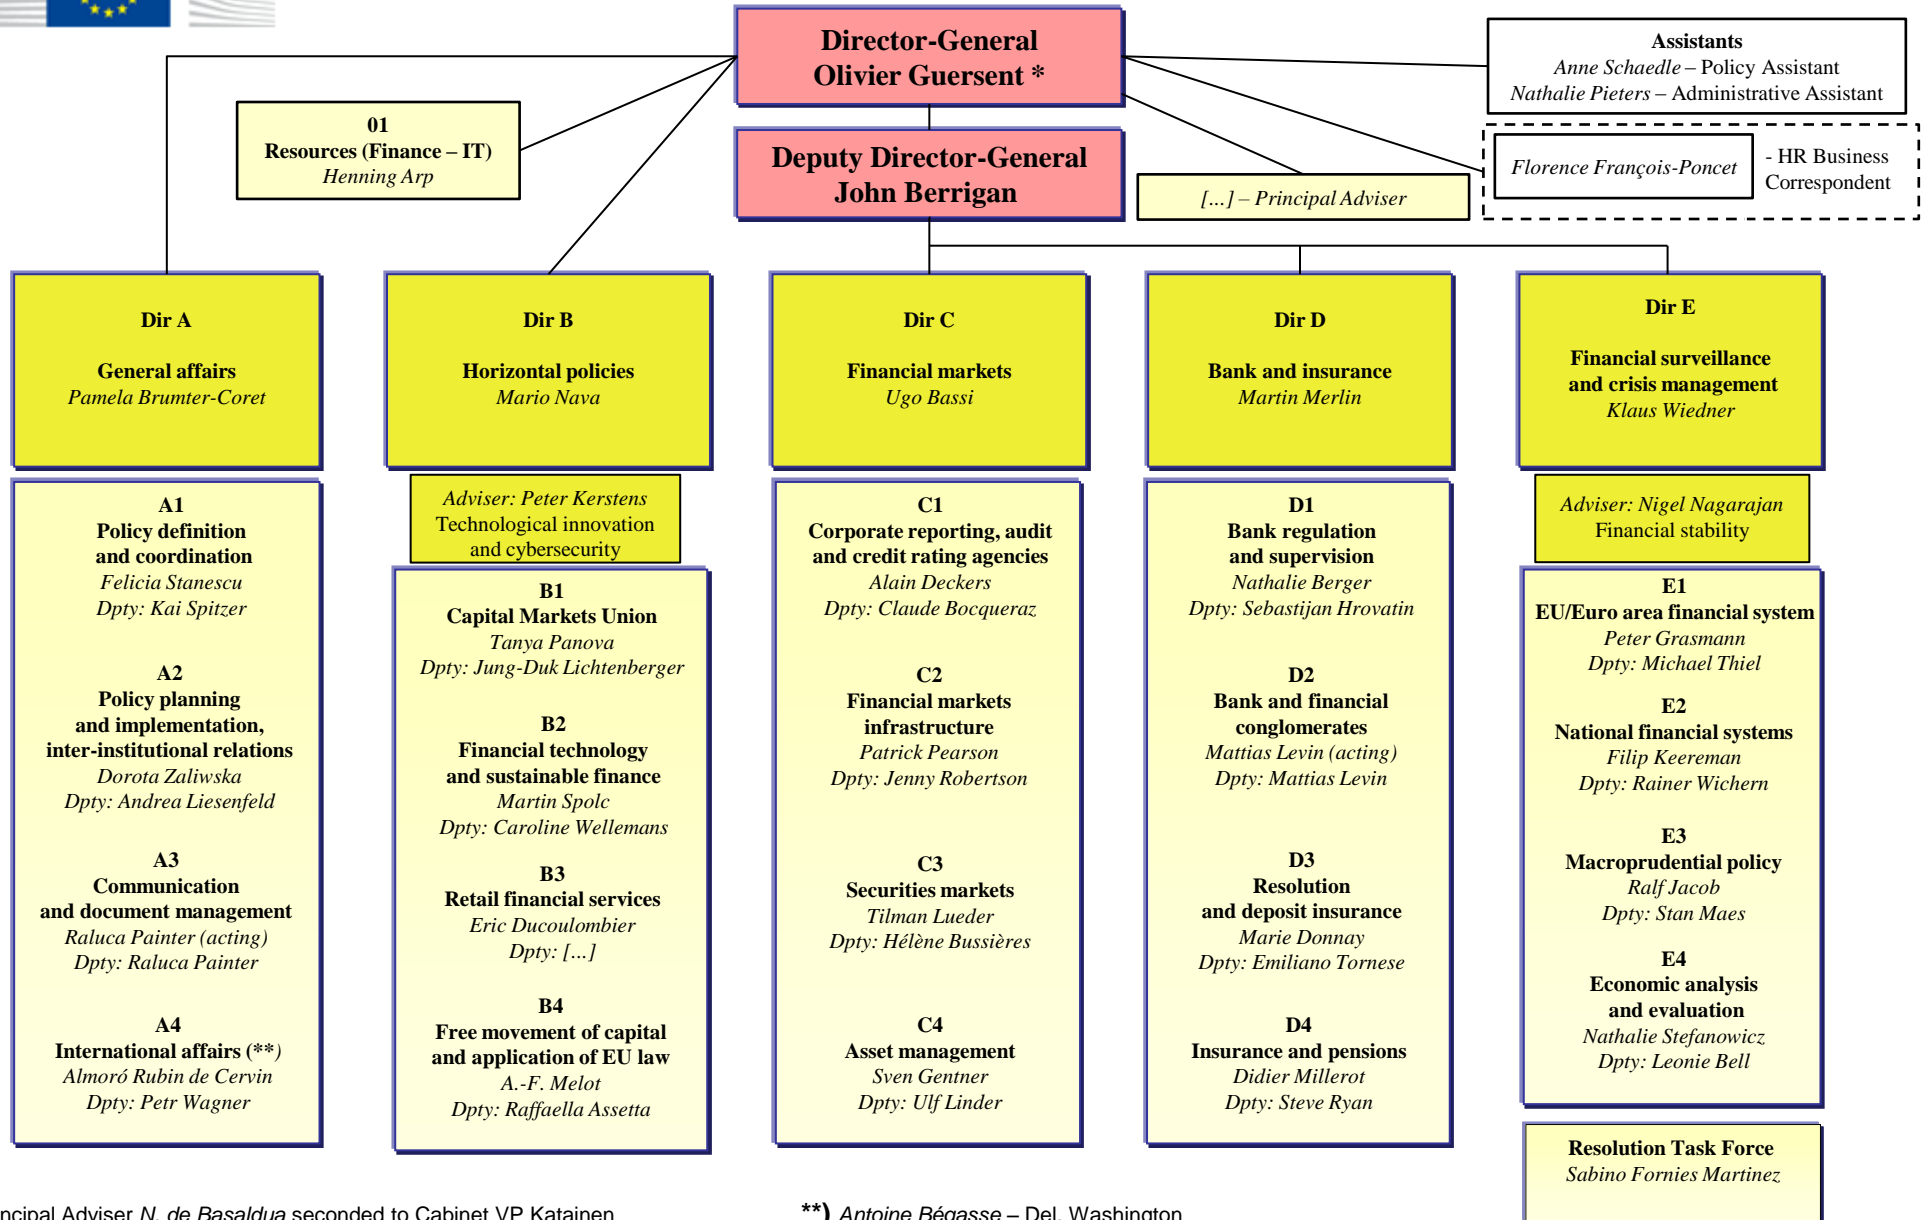 Director-General
Olivier Guersent *
Assistants
Anne Schaedle – Policy Assistant
Nathalie Pieters – Administrative Assistant
01
Resources (Finance – IT)
Henning Arp
Deputy Director-General
John Berrigan
[...] – Principal Adviser
Florence François-Poncet
- HR Business
Correspondent
Dir A
General affairs
Pamela Brumter-Coret
Dir B
Horizontal policies
Mario Nava
Dir C
Financial markets
Ugo Bassi
Dir D
Bank and insurance
Martin Merlin
Dir E
Financial surveillance
and crisis management
Klaus Wiedner
A1
Policy definition
and coordination
Felicia Stanescu
Dpty: Kai Spitzer
A2
Policy planning
and implementation,
inter-institutional relations
Dorota Zaliwska
Dpty: Andrea Liesenfeld
A3
Communication
and document management
Raluca Painter (acting)
Dpty: Raluca Painter
A4
International affairs (**)
Almoró Rubin de Cervin
Dpty: Petr Wagner
Adviser: Peter Kerstens
Technological innovation
and cybersecurity
B1
Capital Markets Union
Tanya Panova
Dpty: Jung-Duk Lichtenberger
B2
Financial technology
and sustainable finance
Martin Spolc
Dpty: Caroline Wellemans
B3
Retail financial services
Eric Ducoulombier
Dpty: [...]
B4
Free movement of capital
and application of EU law
A.-F. Melot
Dpty: Raffaella Assetta
C1
Corporate reporting, audit
and credit rating agencies
Alain Deckers
Dpty: Claude Bocqueraz
C2
Financial markets
infrastructure
Patrick Pearson
Dpty: Jenny Robertson
C3
Securities markets
Tilman Lueder
Dpty: Hélène Bussières
C4
Asset management
Sven Gentner
Dpty: Ulf Linder
D1
Bank regulation
and supervision
Nathalie Berger
Dpty: Sebastijan Hrovatin
D2
Bank and financial
conglomerates
Mattias Levin (acting)
Dpty: Mattias Levin
D3
Resolution
and deposit insurance
Marie Donnay
Dpty: Emiliano Tornese
D4
Insurance and pensions
Didier Millerot
Dpty: Steve Ryan
Adviser: Nigel Nagarajan
Financial stability
E1
EU/Euro area financial system
Peter Grasmann
Dpty: Michael Thiel
E2
National financial systems
Filip Keereman
Dpty: Rainer Wichern
E3
Macroprudential policy
Ralf Jacob
Dpty: Stan Maes
E4
Economic analysis
and evaluation
Nathalie Stefanowicz
Dpty: Leonie Bell
Resolution Task Force
Sabino Fornies Martinez
ncipal Adviser N. de Basaldua seconded to Cabinet VP Katainen
**) Antoine Bégasse – Del. Washington